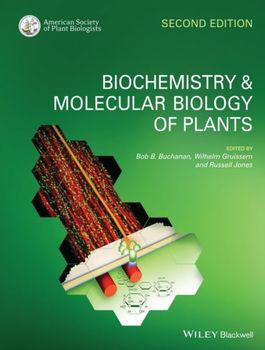 American Society
of Plant Biologists
SECOND EDITION
BIOCHEMISTRY &
MOLECULAR BIOLOGY
OF PLANTS
EDITED BY
Bob B. Buchanan, Wilhelm Gruissem
and Russell Jones
WILEY Blackwell